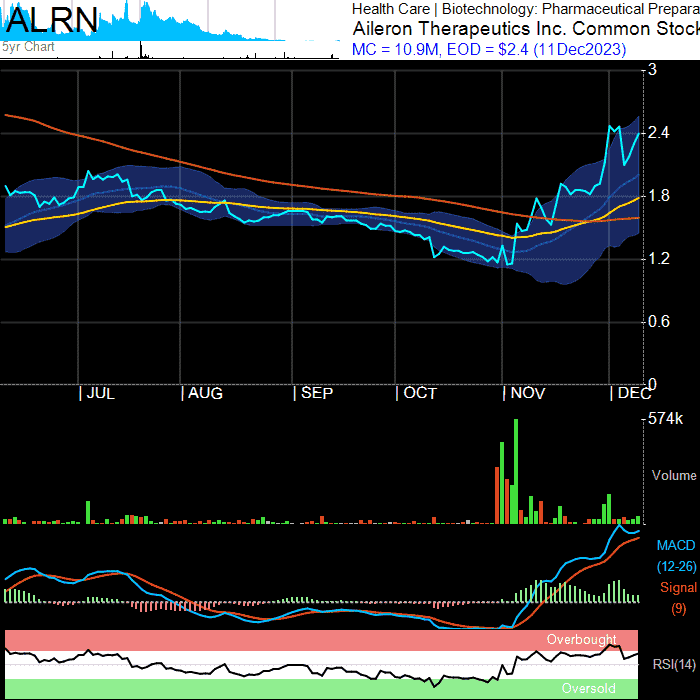 ALRN
5yr Chart
Health Care | Biotechnology: Pharmaceutical Prepara
Aileron Therapeutics Inc. Common Stock
MC = 10.9M, EOD = $2.4 (11Dec2023)
3
2.4
1.8
1.2
0.6
0
JUL
AUG
SEP
OCT
NOV
DEC
574k
Volume
MACD
(12-26)
Signal
(9)
Overbought
RSI(14)
Oversold